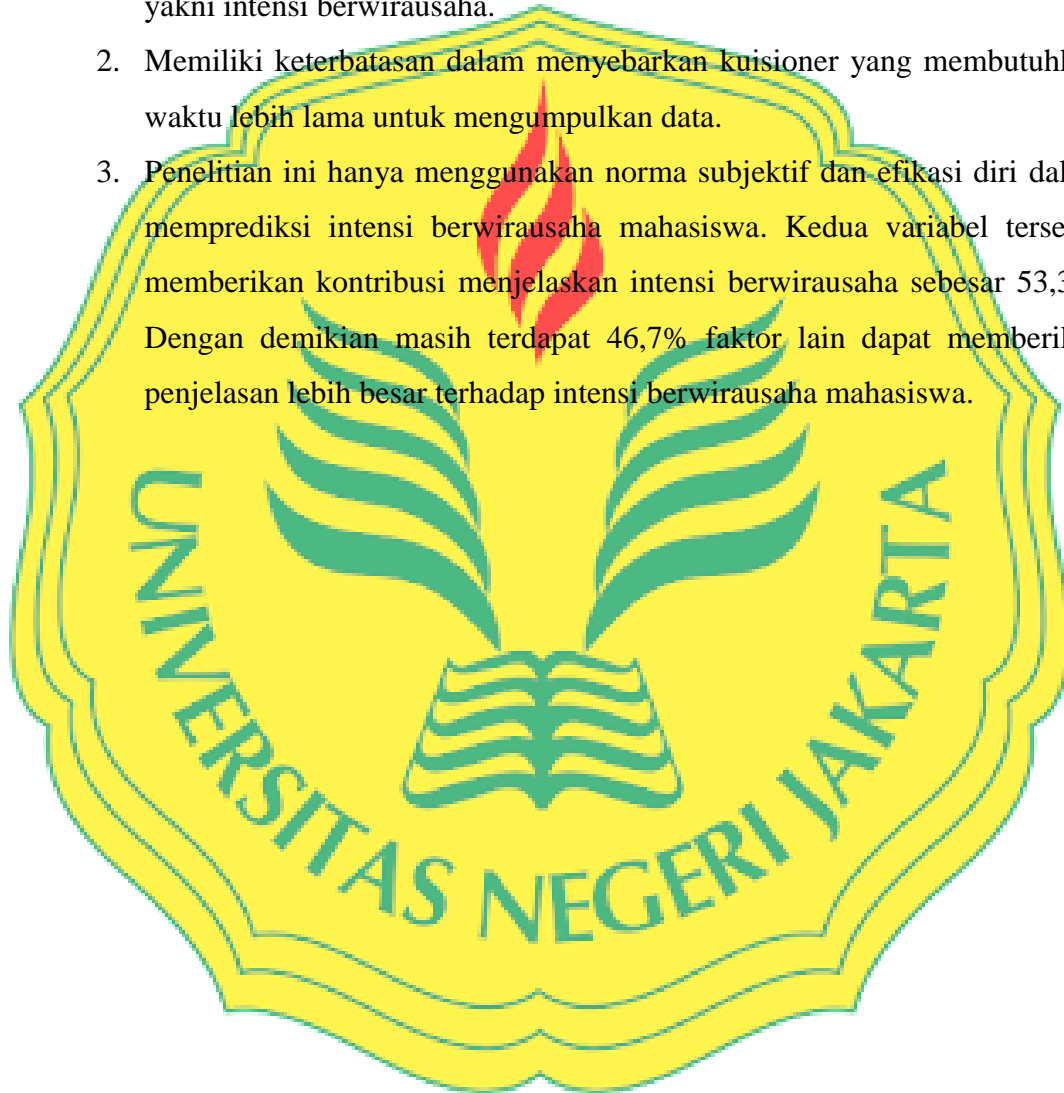 yakni intensi berwirausaha.
2. Memiliki keterbatasan dalam menyebarkan kuisioner yang membutuhk
waktu lebih lama untuk mengumpulkan data.
3. Penelitian ini hanya menggunakan norma subjektif dan efikasi diri dal
memprediksi intensi berwirausaha mahasiswa. Kedua variabel terse
memberikan kontribusi menjelaskan intensi berwirausaha sebesar 53,3
Dengan demikian masih terdapat 46,7% faktor lain dapat memberik
penjelasan lebih besar terhadap intensi berwirausaha mahasiswa.
UNIVERSITAS NEGERI JAKARTA